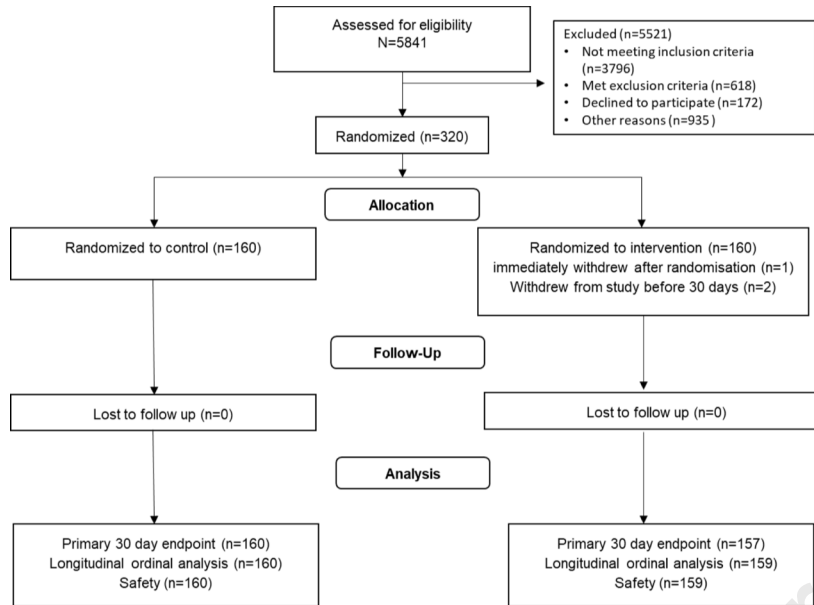 Assessed for eligibility
N=5841
Excluded (n=5521)
• Not meeting inclusion criteria
(n=3796)
• Met exclusion criteria (n=618)
• Declined to participate (n=172)
• Other reasons (n=935 )
Randomized (n=320)
Allocation
Randomized to control (n=160)
Randomized to intervention (n=160)
immediately withdrew after randomisation (n=1)
Withdrew from study before 30 days (n=2)
Follow-Up
Lost to follow up (n=0)
Lost to follow up (n=0)
Analysis
Primary 30 day endpoint (n=160)
Longitudinal ordinal analysis (n=160)
Safety (n=160)
Primary 30 day endpoint (n=157)
Longitudinal ordinal analysis (n=159)
Safety (n=159)